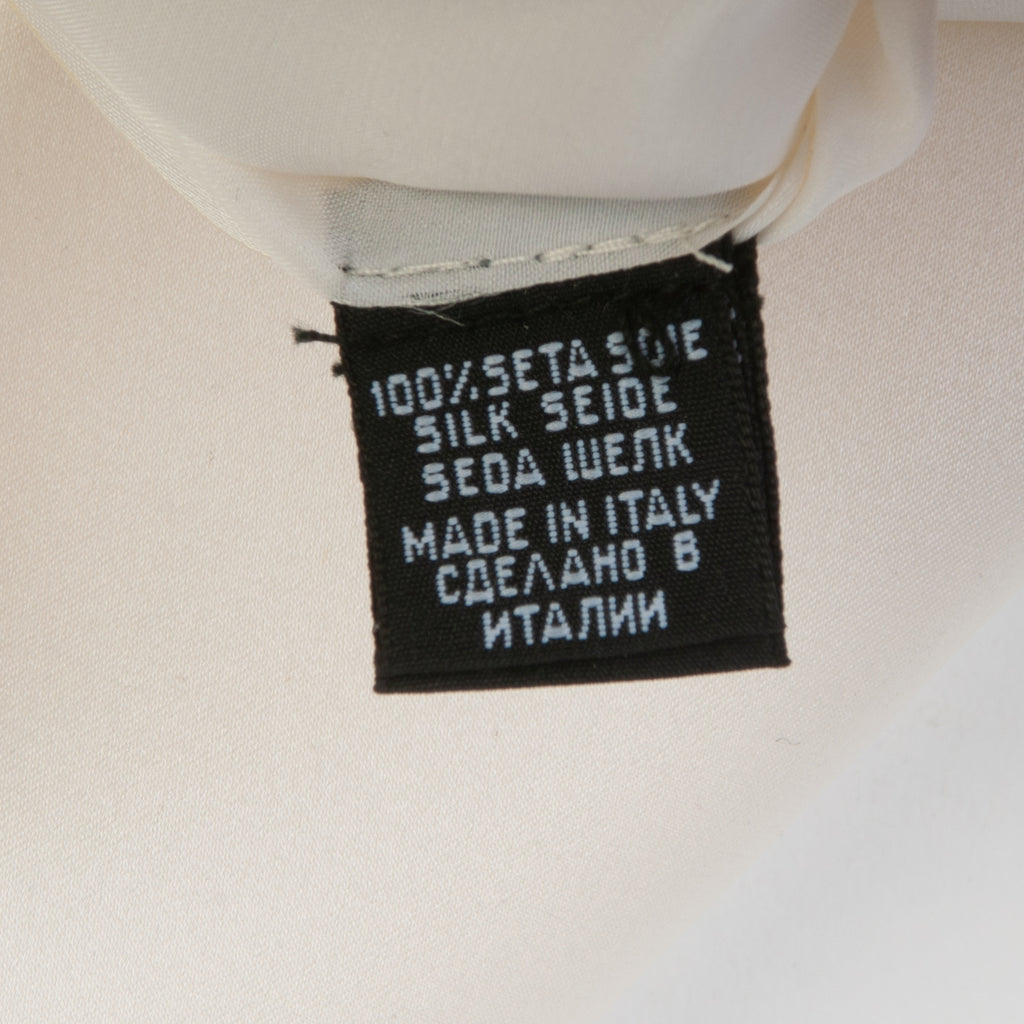 100% SETA SOIE
SILK SEIDE
SEDA ШЕЛК
MADE IN ITALY
СДЕЛАНО В
ИТАЛИИ